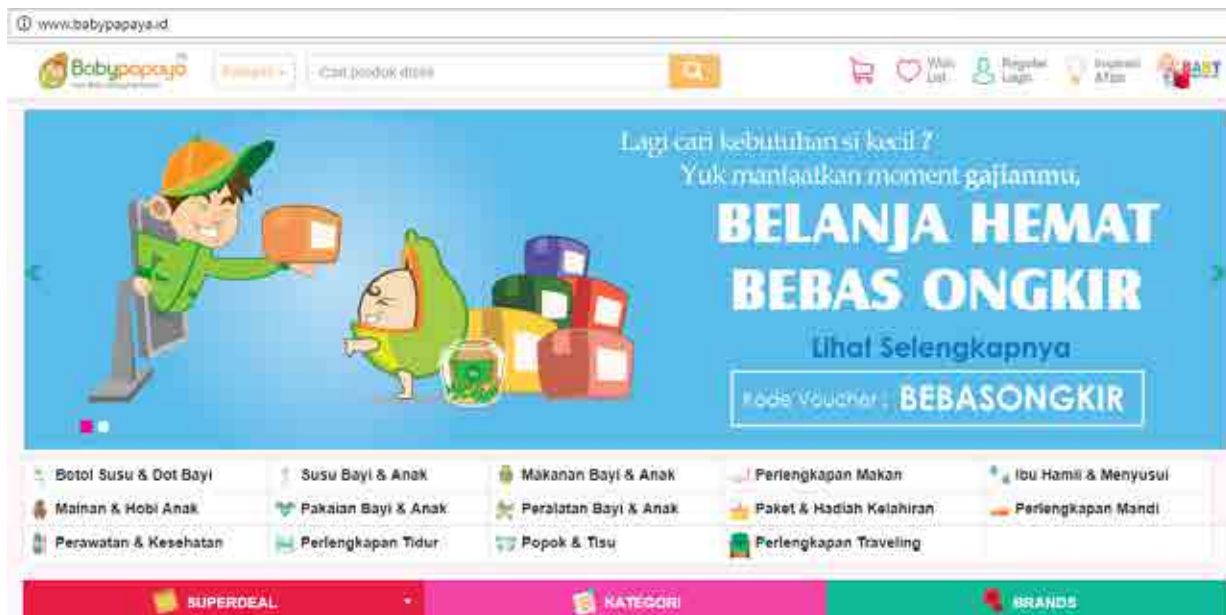 www.babypapaya.id
Babypapaya
Cari produk disini
Wish
List
Register
Login
Inspirasi
& Tips
Lagi cari kebutuhan si kecil ?
Yuk manfaatkan moment gajianmu,
BELANJA HEMAT
BEBAS ONGKIR
Lihat Selengkapnya
Kode Voucher : BEBASONGKIR
Botol Susu & Dot Bayi
Susu Bayi & Anak
Makanan Bayi & Anak
Perlengkapan Makan
Ibu Hamil & Menyusui
Mainan & Hobi Anak
Pakaian Bayi & Anak
Peralatan Bayi & Anak
Paket & Hadiah Kelahiran
Perlengkapan Mandi
Perawatan & Kesehatan
Perlengkapan Tidur
Popok & Tisu
Perlengkapan Traveling
SUPERDEAL
KATEGORI
BRANDS